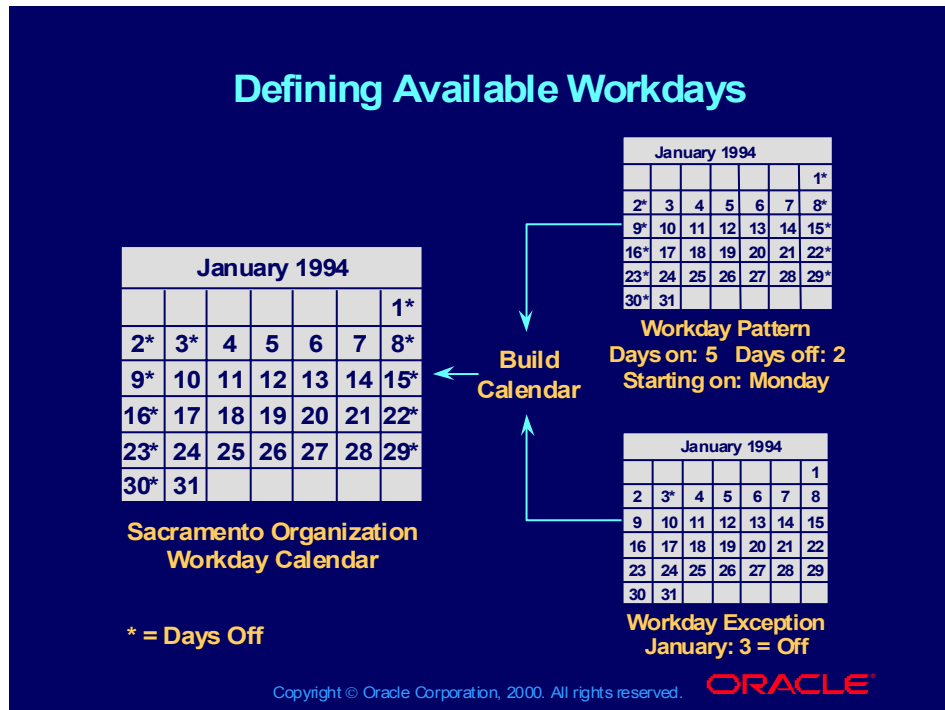 Defining Available Workdays
January 1994
1*
2* 3* 4 5 6 7 8*
9* 10 11 12 13 14 15*
16* 17 18 19 20 21 22*
23* 24 25 26 27 28 29*
30* 31
Sacramento Organization
Workday Calendar
* = Days Off
Build
Calendar
January 1994
1*
2* 3 4 5 6 7 8*
9* 10 11 12 13 14 15*
16* 17 18 19 20 21 22*
23* 24 25 26 27 28 29*
30* 31
Workday Pattern
Days on: 5 Days off: 2
Starting on: Monday
January 1994
1
2 3* 4 5 6 7 8
9 10 11 12 13 14 15
16 17 18 19 20 21 22
23 24 25 26 27 28 29
30 31
Workday Exception
January: 3 = Off
Copyright © Oracle Corporation, 2000. All rights reserved.
ORACLE®